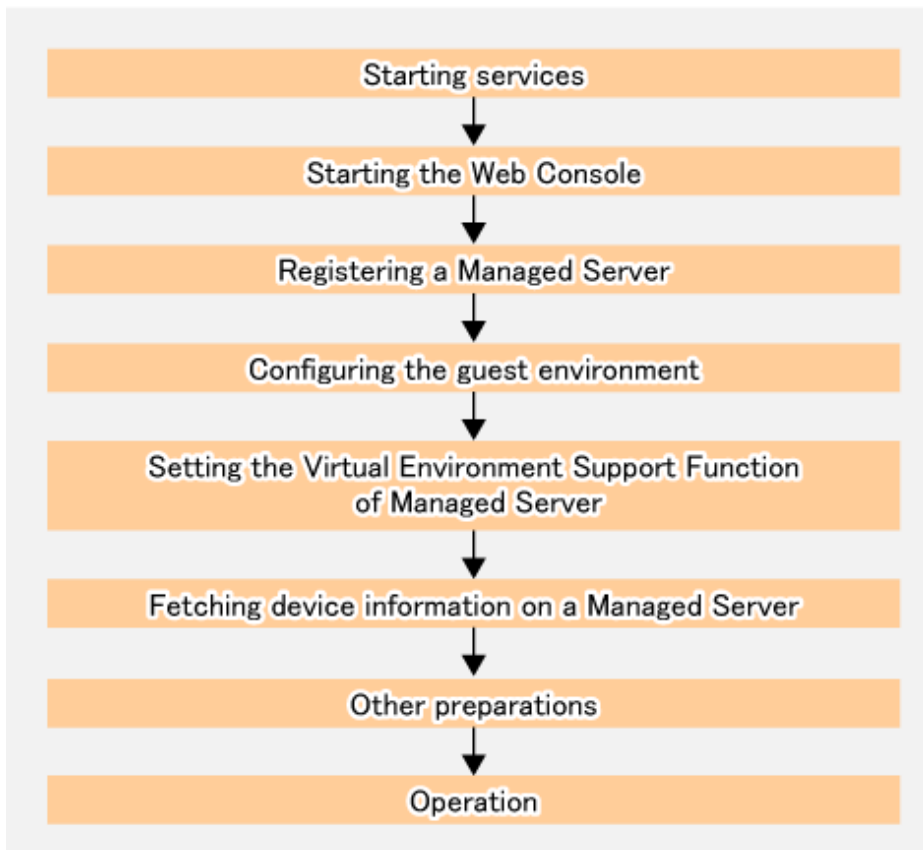 Starting services
Starting the Web Console
Registering a Managed Server
Configuring the guest environment
Setting the Virtual Environment Support Function
of Managed Server
Fetching device information on a Managed Server
Other preparations
Operation